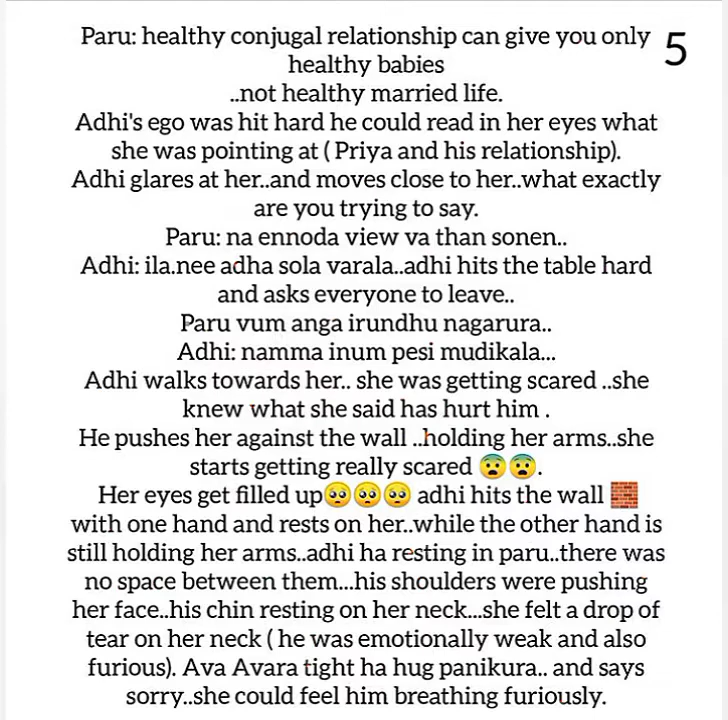 Paru: healthy conjugal relationship can give you only 5
healthy babies
..not healthy married life.
Adhi's ego was hit hard he could read in her eyes what
she was pointing at ( Priya and his relationship).
Adhi glares at her..and moves close to her..what exactly
are you trying to say.
Paru: na ennoda view va than sonen..
Adhi: ila.nee adha sola varala..adhi hits the table hard
and asks everyone to leave..
Paru vum anga irundhu nagarura..
Adhi: namma inum pesi mudikala...
Adhi walks towards her.. she was getting scared ..she
knew what she said has hurt him .
He pushes her against the wall ..holding her arms..she
starts getting really scared 😨😨.
Her eyes get filled up🥺🥺🥺 adhi hits the wall 🧱
with one hand and rests on her..while the other hand is
still holding her arms..adhi ha resting in paru..there was
no space between them...his shoulders were pushing
her face..his chin resting on her neck...she felt a drop of
tear on her neck ( he was emotionally weak and also
furious). Ava Avara tight ha hug panikura.. and says
sorry..she could feel him breathing furiously.